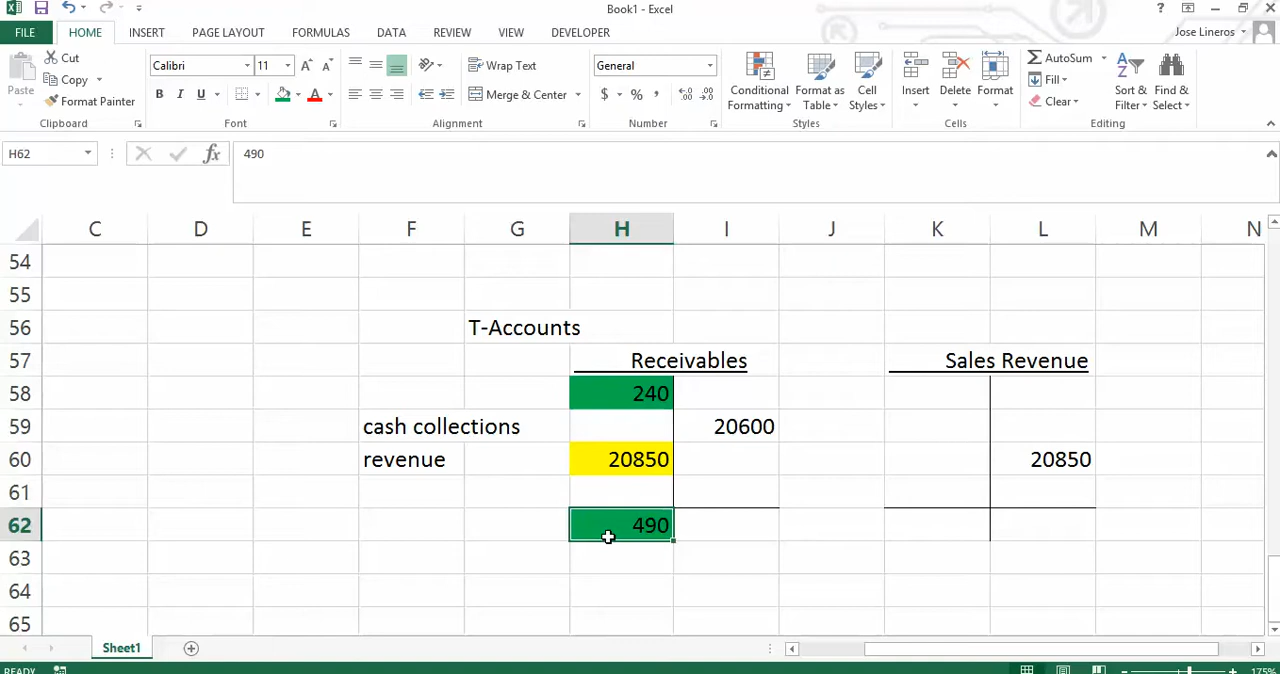 Book1 - Excel
?
FILE HOME INSERT PAGE LAYOUT FORMULAS DATA REVIEW VIEW DEVELOPER Jose Lineros
Paste
Cut
Copy
Format Painter
Calibri 11 A A
B I U A
Wrap Text
Merge & Center
General
$ % ,
Conditional Formatting
Format as Table
Cell Styles
Insert Delete Format
AutoSum
Fill
Clear
Sort & Filter
Find & Select
Clipboard Font Alignment Number Styles Cells Editing
H62 fx 490
C D E F G H I J K L M N
54
55
56 T-Accounts
57 Receivables Sales Revenue
58 240
59 cash collections 20600
60 revenue 20850 20850
61
62 490
63
64
65
Sheet1
READY 175%